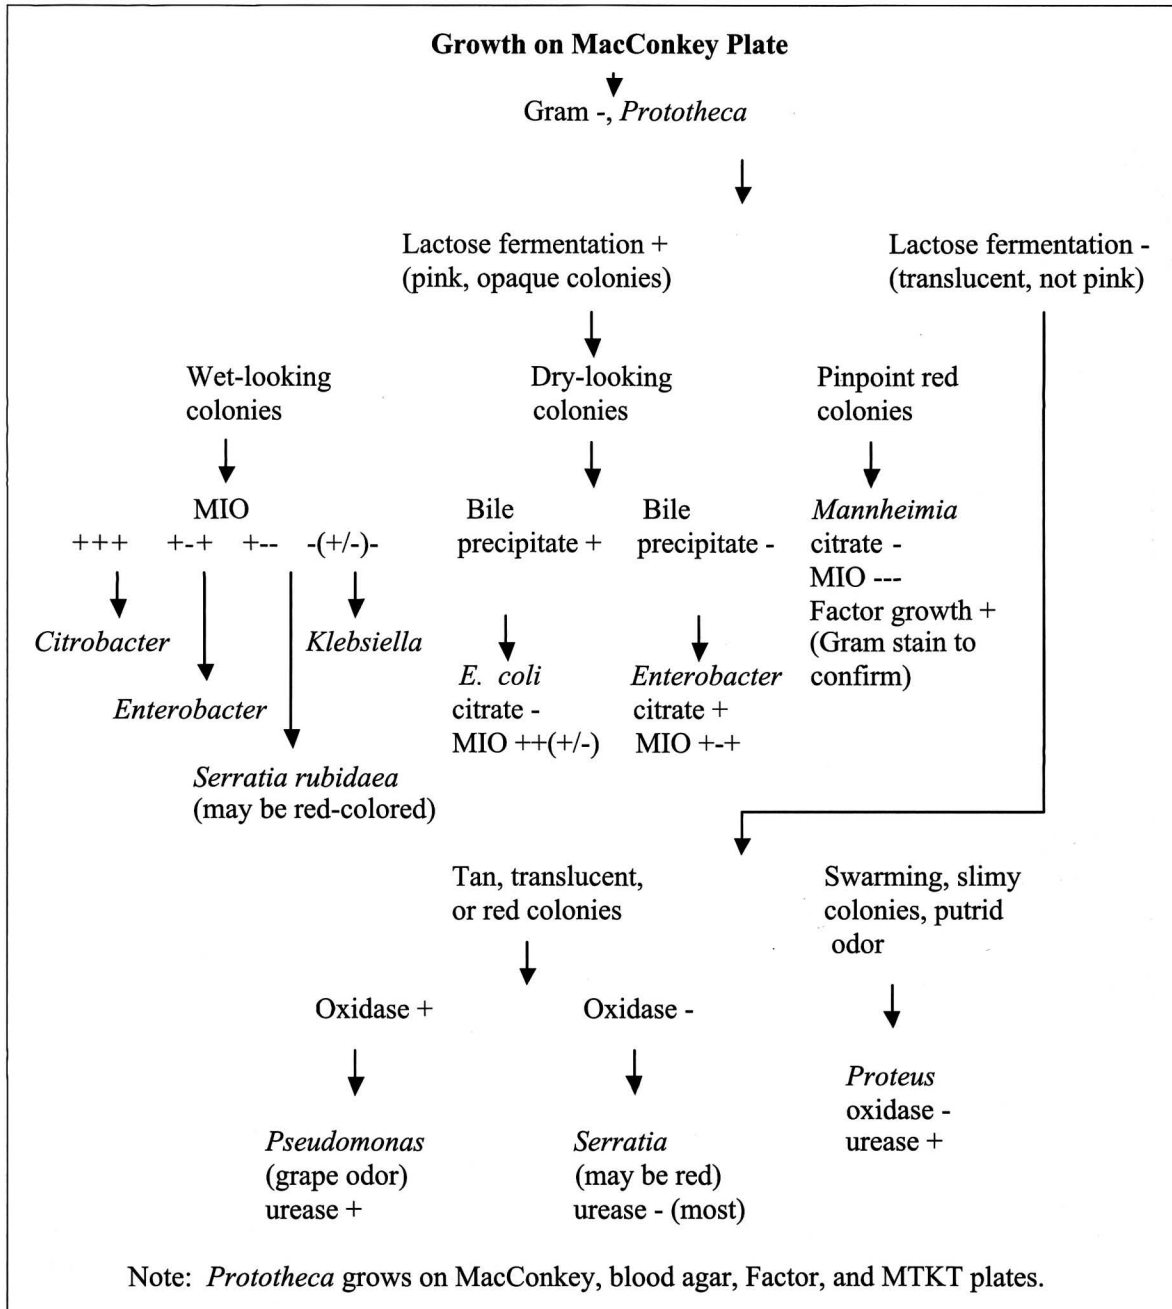 Growth on MacConkey Plate
Gram -, Prototheca
Lactose fermentation +
(pink, opaque colonies)
Lactose fermentation -
(translucent, not pink)
Wet-looking
colonies
Dry-looking
colonies
Pinpoint red
colonies
MIO
+++ +-+ +-- -(+/-)-
Citrobacter
Klebsiella
Enterobacter
Serratia rubidaea
(may be red-colored)
Bile
precipitate +
Bile
precipitate -
E. coli
citrate -
MIO ++(+/-)
Enterobacter
citrate +
MIO +-+
Mannheimia
citrate -
MIO ---
Factor growth +
(Gram stain to
confirm)
Tan, translucent,
or red colonies
Swarming, slimy
colonies, putrid
odor
Oxidase +
Oxidase -
Pseudomonas
(grape odor)
urease +
Serratia
(may be red)
urease - (most)
Proteus
oxidase -
urease +
Note: Prototheca grows on MacConkey, blood agar, Factor, and MTKT plates.